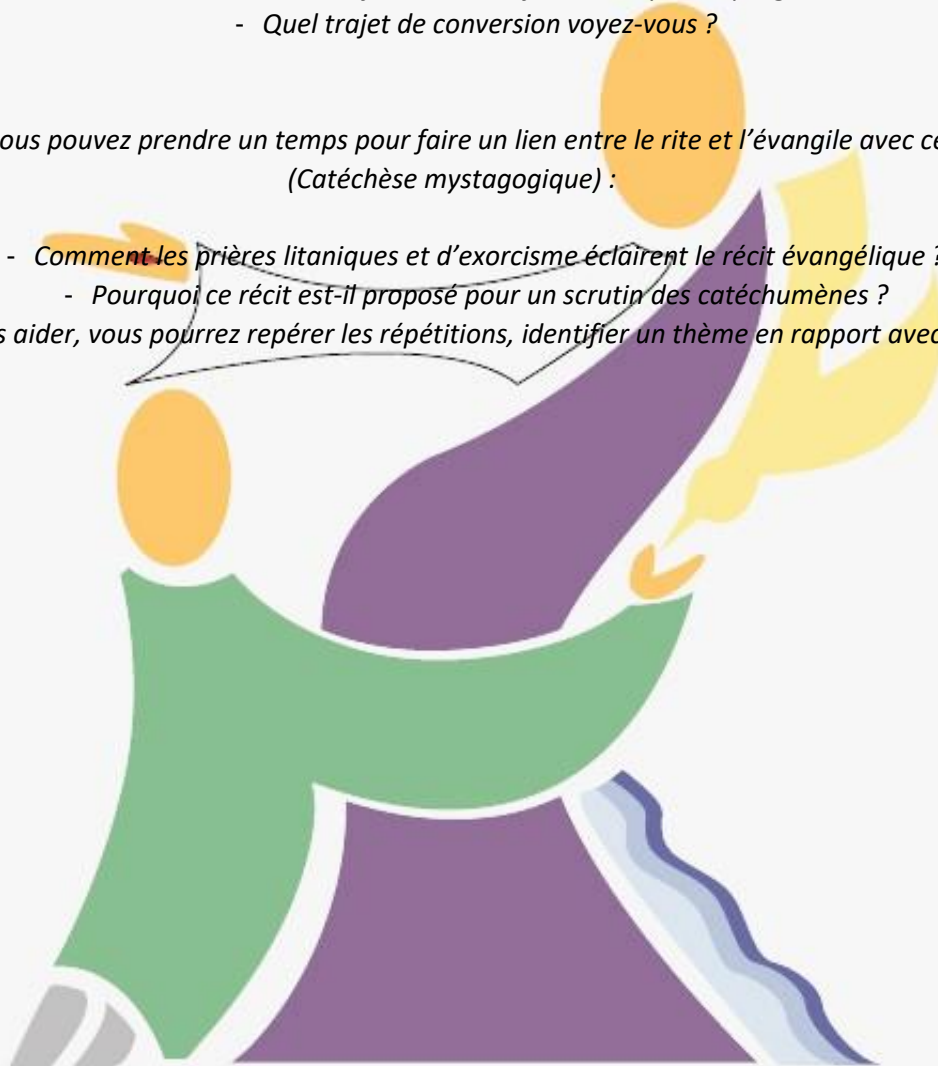 - Quel trajet de conversion voyez-vous ?
ous pouvez prendre un temps pour faire un lien entre le rite et l’évangile avec ce
(Catéchèse mystagogique) :
- Comment les prières litaniques et d’exorcisme éclairent le récit évangélique ?
- Pourquoi ce récit est-il proposé pour un scrutin des catéchumènes ?
s aider, vous pourrez repérer les répétitions, identifier un thème en rapport avec